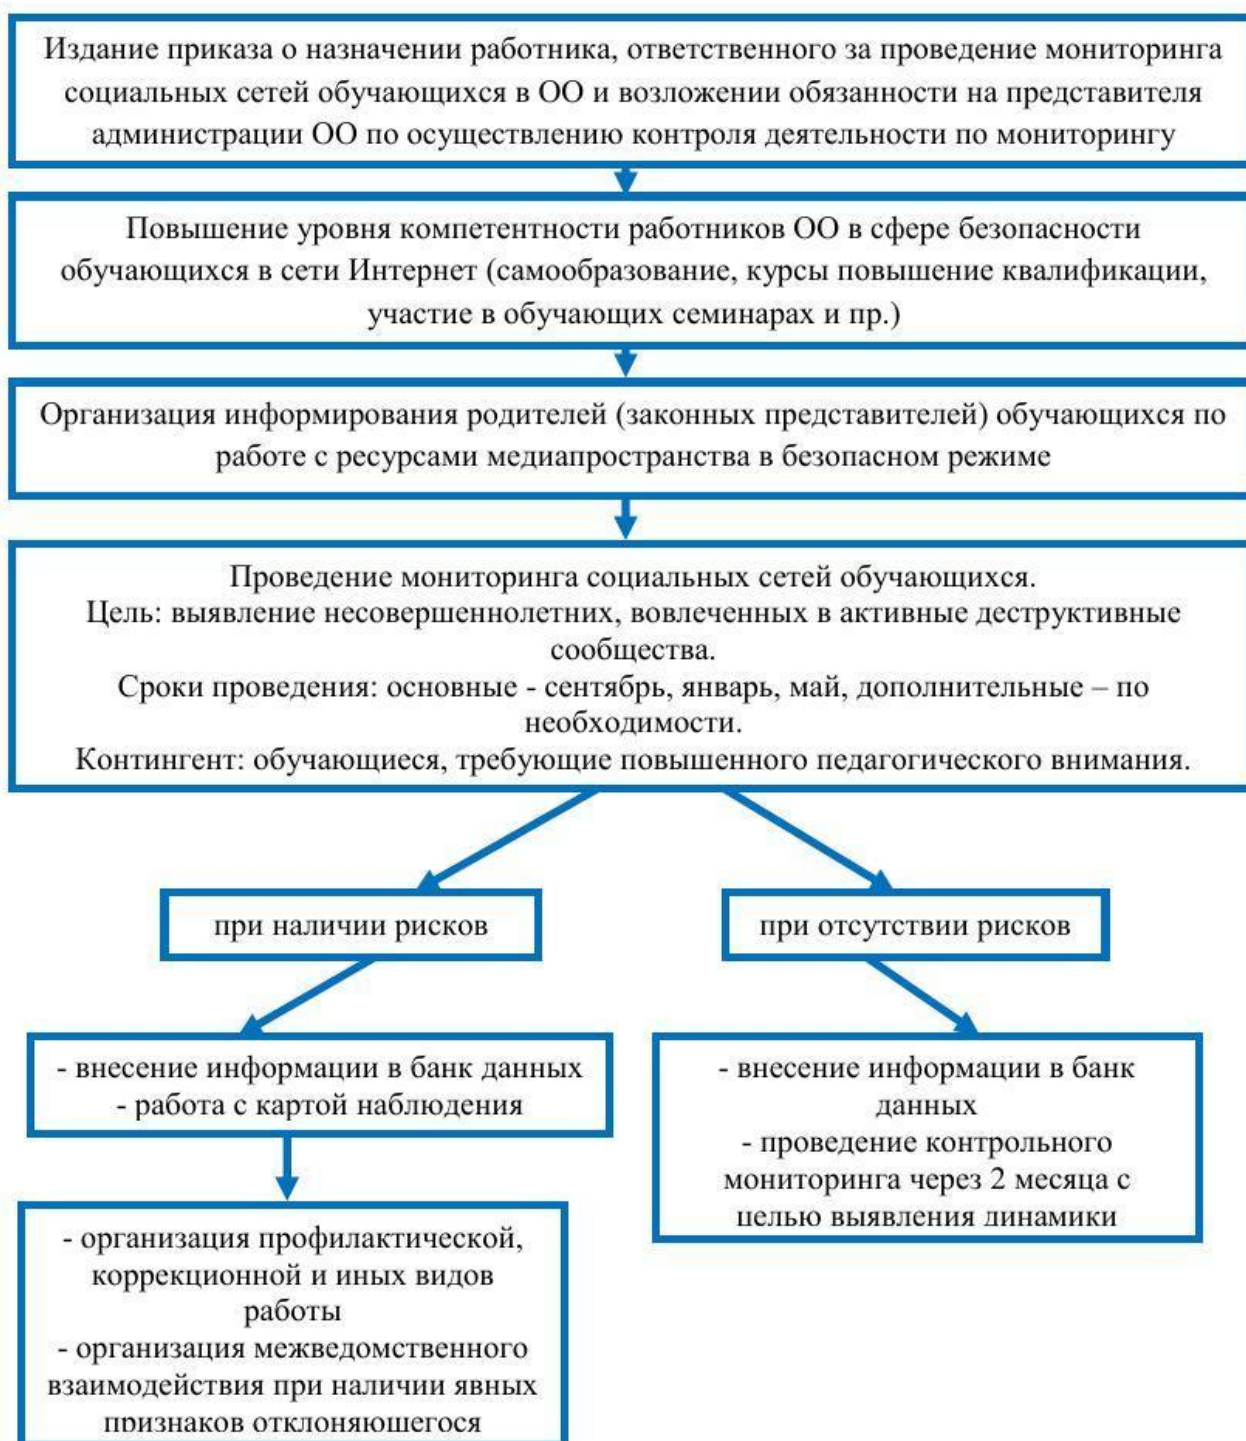 Издание приказа о назначении работника, ответственного за проведение мониторинга
социальных сетей обучающихся в ОО и возложении обязанности на представителя
администрации ОО по осуществлению контроля деятельности по мониторингу
Повышение уровня компетентности работников ОО в сфере безопасности
обучающихся в сети Интернет (самообразование, курсы повышение квалификации,
участие в обучающих семинарах и пр.)
Организация информирования родителей (законных представителей) обучающихся по
работе с ресурсами медиапространства в безопасном режиме
Проведение мониторинга социальных сетей обучающихся.
Цель: выявление несовершеннолетних, вовлеченных в активные деструктивные
сообщества.
Сроки проведения: основные - сентябрь, январь, май, дополнительные – по
необходимости.
Контингент: обучающиеся, требующие повышенного педагогического внимания.
при наличии рисков
при отсутствии рисков
- внесение информации в банк данных
- работа с картой наблюдения
- внесение информации в банк
данных
- проведение контрольного
мониторинга через 2 месяца с
целью выявления динамики
- организация профилактической,
коррекционной и иных видов
работы
- организация межведомственного
взаимодействия при наличии явных
признаков отклоняющегося